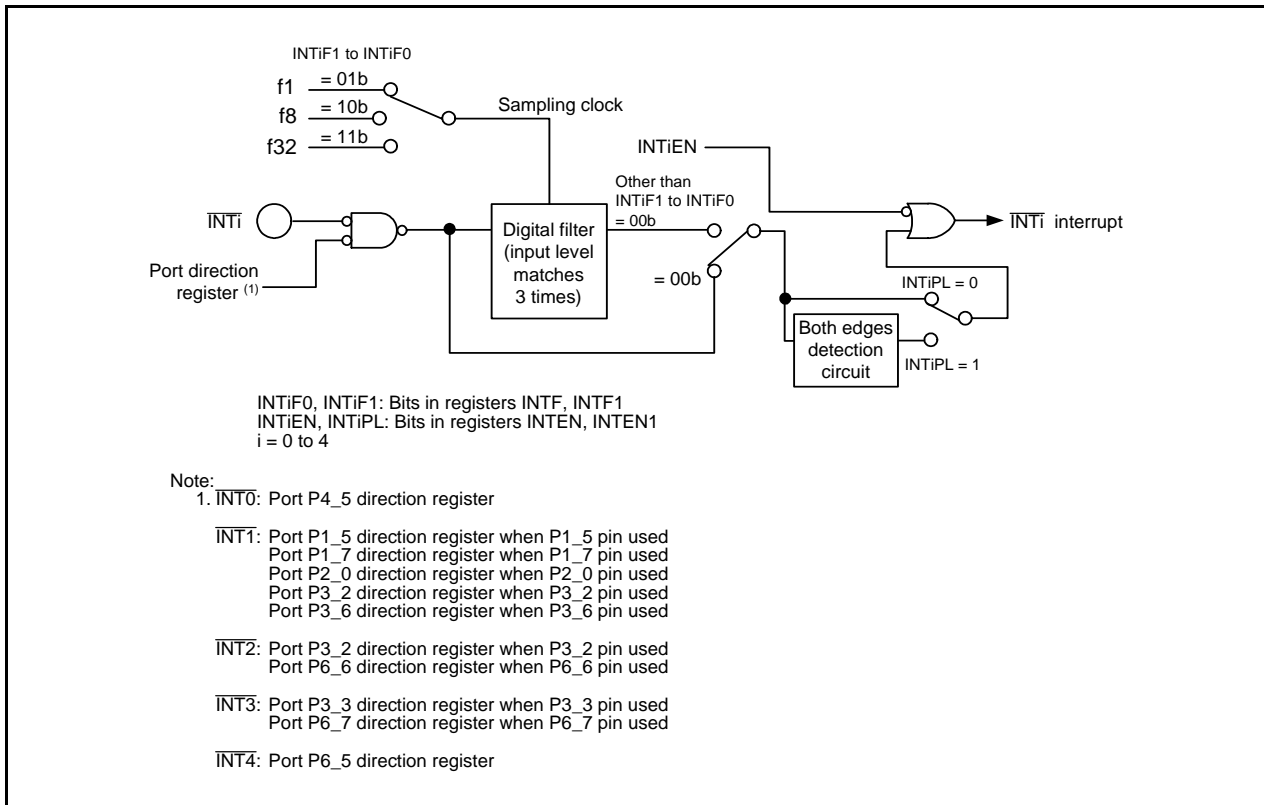 INTiF1 to INTiF0
f1 = 01b
f8 = 10b
f32 = 11b
Sampling clock
INTiEN
Other than
INTiF1 to INTiF0
= 00b
I̅N̅T̅i̅
Digital filter
(input level
matches
3 times)
I̅N̅T̅i̅ interrupt
Port direction
register (1)
= 00b
INTiPL = 0
Both edges
detection
circuit
INTiPL = 1
INTiF0, INTiF1: Bits in registers INTF, INTF1
INTiEN, INTiPL: Bits in registers INTEN, INTEN1
i = 0 to 4
Note:
1. I̅N̅T̅0̅: Port P4_5 direction register
I̅N̅T̅1̅: Port P1_5 direction register when P1_5 pin used
Port P1_7 direction register when P1_7 pin used
Port P2_0 direction register when P2_0 pin used
Port P3_2 direction register when P3_2 pin used
Port P3_6 direction register when P3_6 pin used
I̅N̅T̅2̅: Port P3_2 direction register when P3_2 pin used
Port P6_6 direction register when P6_6 pin used
I̅N̅T̅3̅: Port P3_3 direction register when P3_3 pin used
Port P6_7 direction register when P6_7 pin used
I̅N̅T̅4̅: Port P6_5 direction register